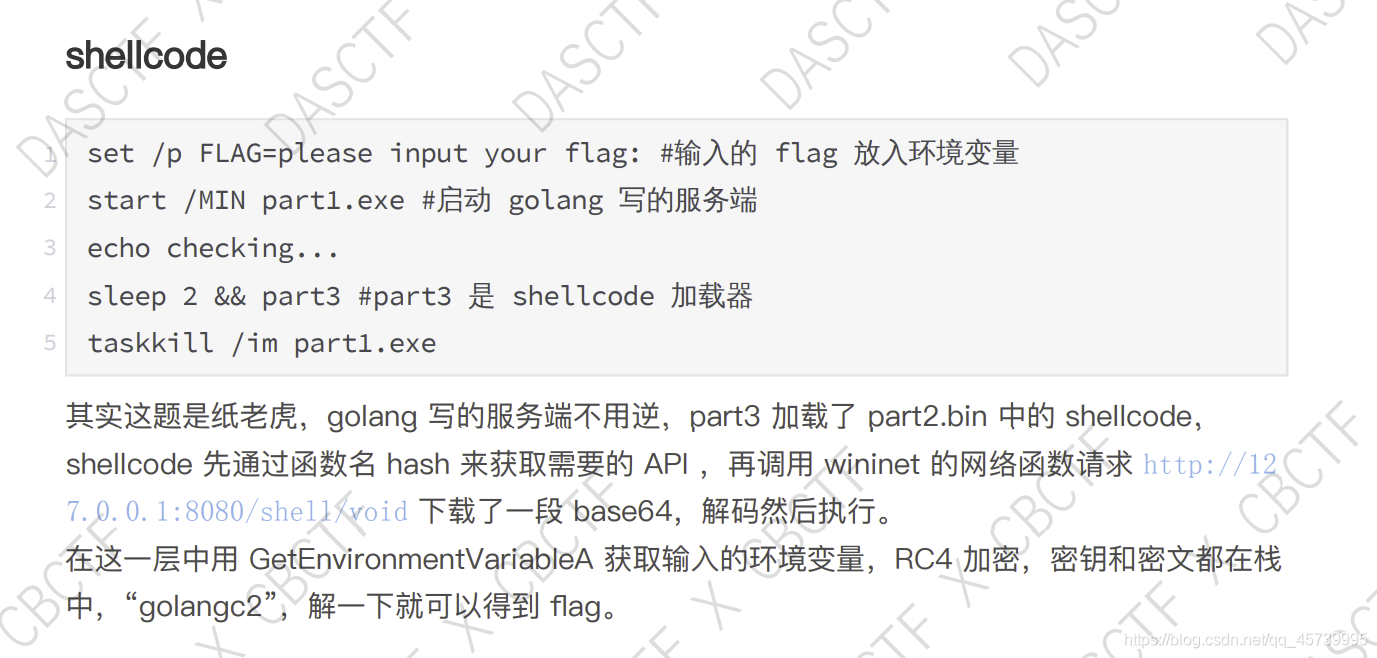 shellcode
1 set /p FLAG=please input your flag: #输入的 flag 放入环境变量
2 start /MIN part1.exe #启动 golang 写的服务端
3 echo checking...
4 sleep 2 && part3 #part3 是 shellcode 加载器
5 taskkill /im part1.exe
其实这题是纸老虎，golang 写的服务端不用逆，part3 加载了 part2.bin 中的 shellcode，
shellcode 先通过函数名 hash 来获取需要的 API ，再调用 wininet 的网络函数请求 http://12
7.0.0.1:8080/shell/void 下载了一段 base64，解码然后执行。
在这一层中用 GetEnvironmentVariableA 获取输入的环境变量，RC4 加密，密钥和密文都在栈
中，“golangc2”，解一下就可以得到 flag。
DASCTF X CBCTF
https://blog.csdn.net/qq_45739995